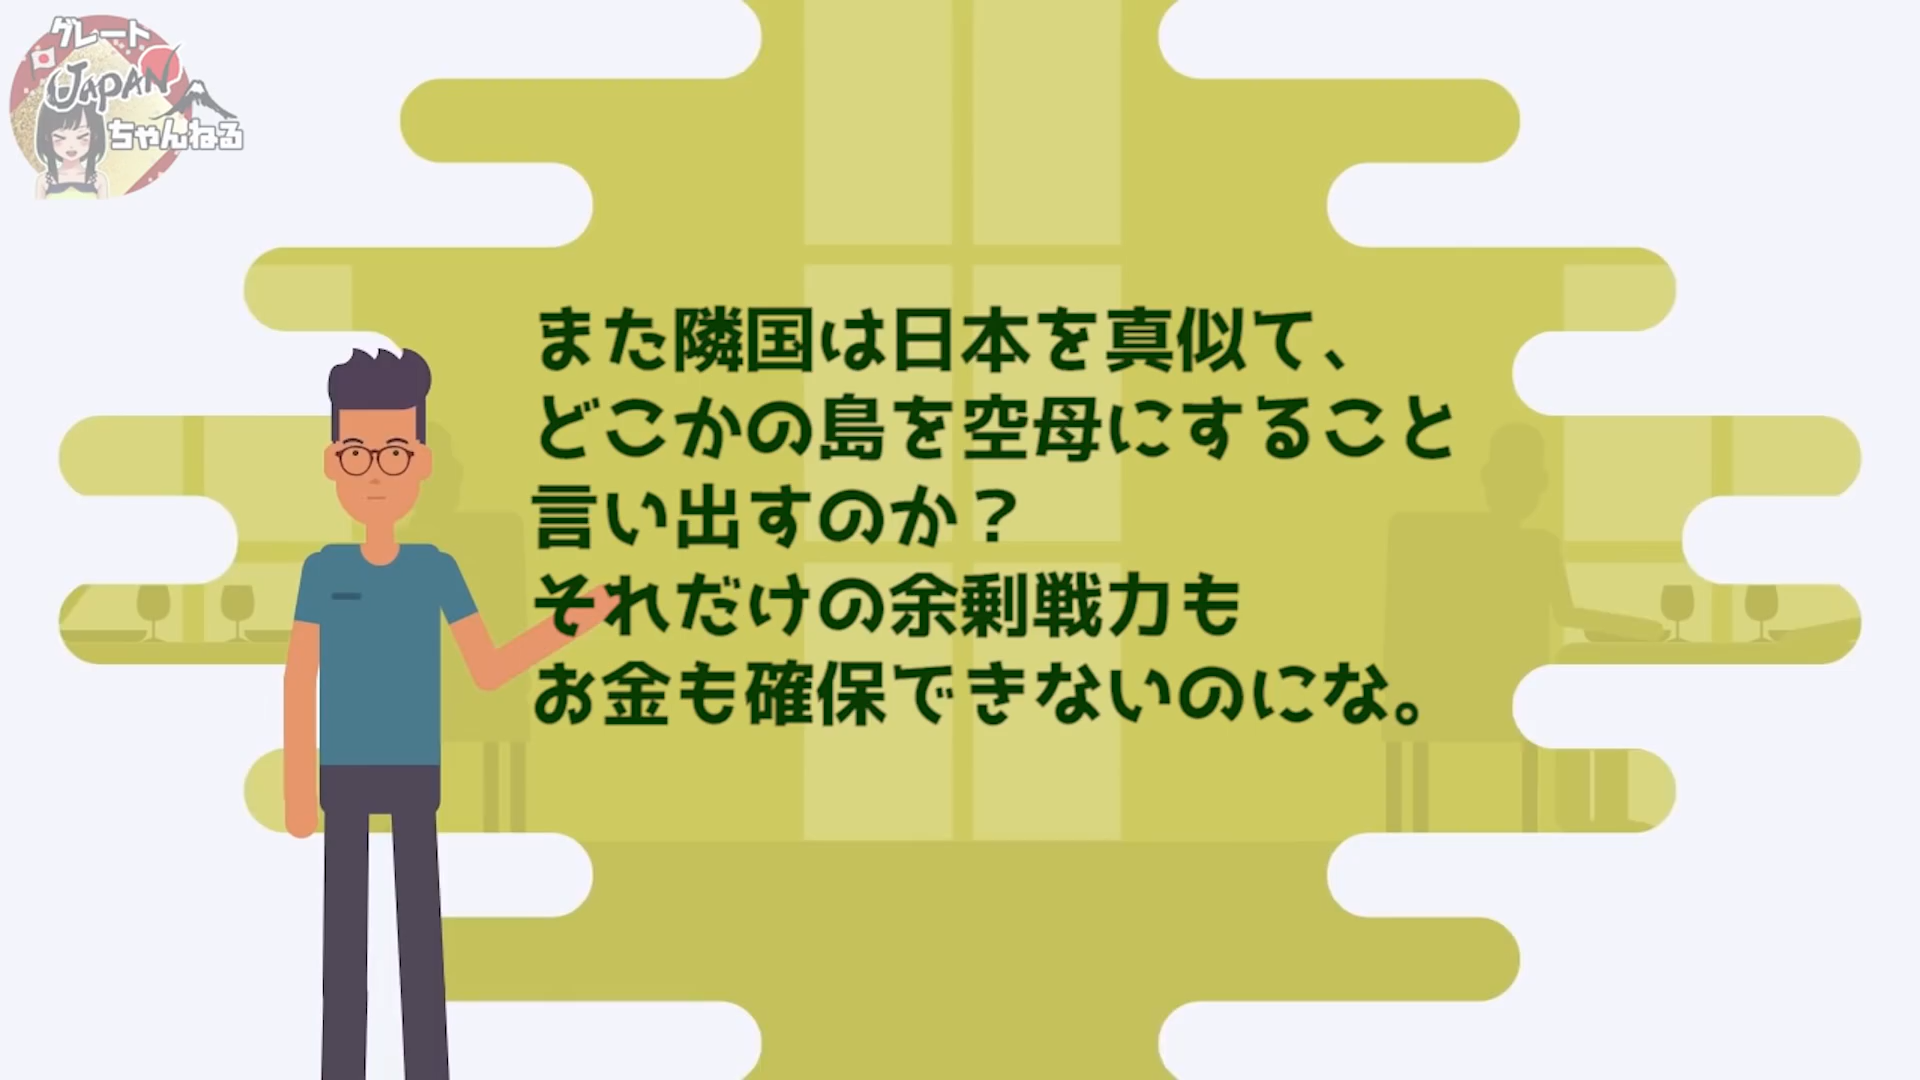 グレート
JAPAN
ちゃんねる
また隣国は日本を真似て、
どこかの島を空母にすること
言い出すのか？
それだけの余剰戦力も
お金も確保できないのにな。